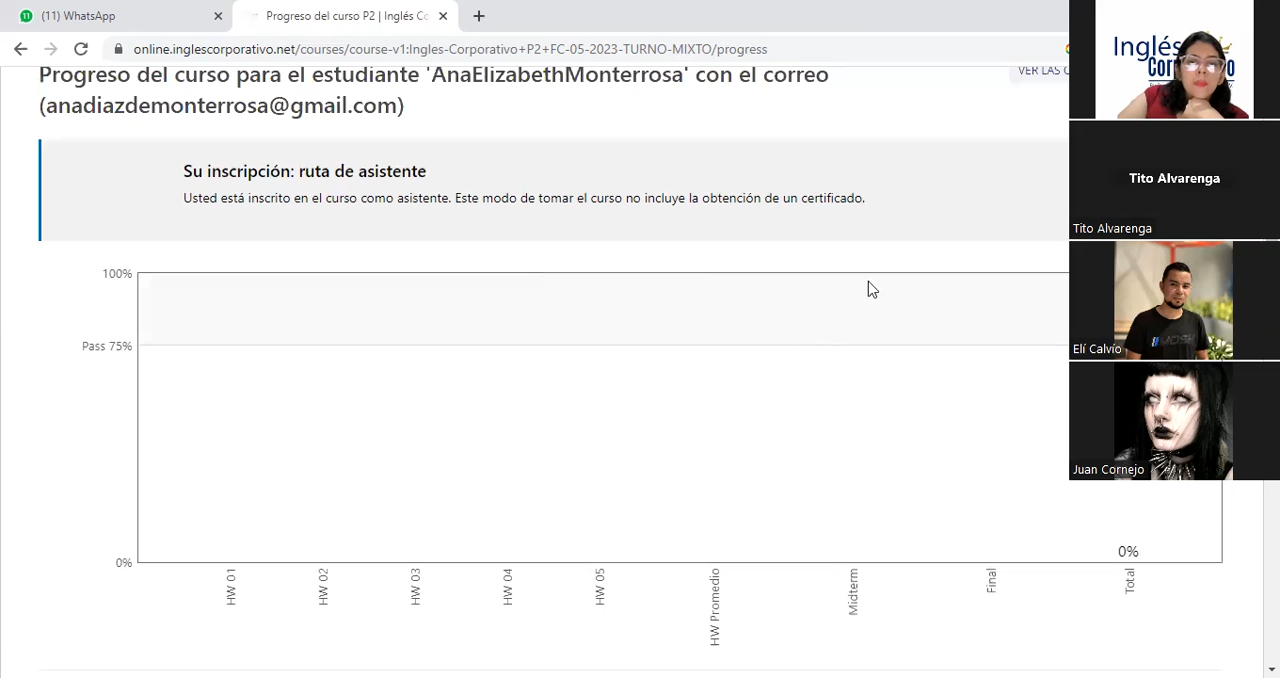 (11) WhatsApp
Progreso del curso P2 | Inglés Co
online.inglescorporativo.net/courses/course-v1:Ingles-Corporativo+P2+FC-05-2023-TURNO-MIXTO/progress
Progreso del curso para el estudiante 'AnaElizabethMonterrosa' con el correo
(anadiazdemonterrosa@gmail.com)
VER LAS C
Su inscripción: ruta de asistente
Usted está inscrito en el curso como asistente. Este modo de tomar el curso no incluye la obtención de un certificado.
100%
Pass 75%
0%
0%
HW 01
HW 02
HW 03
HW 04
HW 05
HW Promedio
Midterm
Final
Total
Inglés
Tito Alvarenga
Tito Alvarenga
Elí Calvío
Juan Cornejo